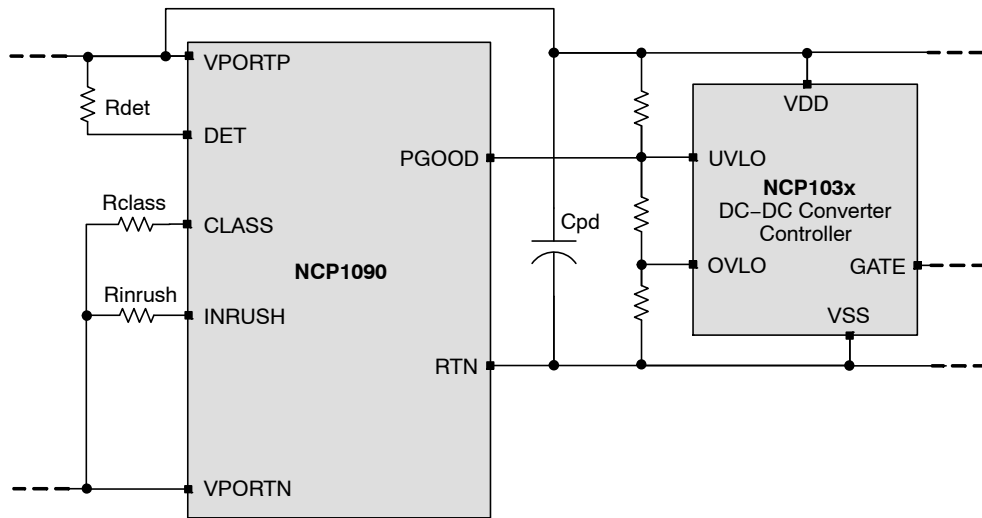 VPORTP
Rdet
DET
VDD
PGOOD
UVLO
NCP103x
DC−DC Converter
Controller
Rclass
CLASS
Cpd
NCP1090
OVLO
GATE
Rinrush
INRUSH
VSS
RTN
VPORTN